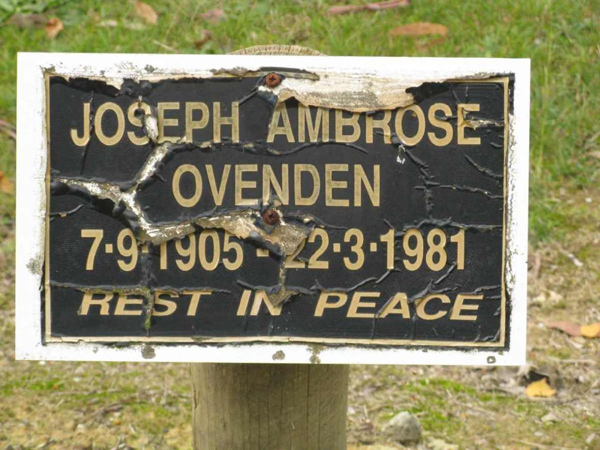 JOSEPH AMBROSE
OVENDEN
7·9·1905 - 22·3·1981
REST IN PEACE